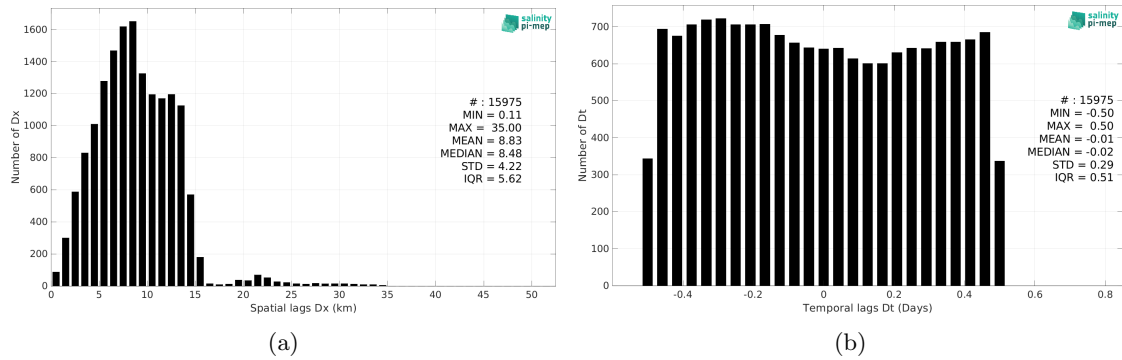 salinity
pi-mep
1600
1400
1200
1000
800
600
400
200
0
Number of Dx
# : 15975
MIN = 0.11
MAX = 35.00
MEAN = 8.83
MEDIAN = 8.48
STD = 4.22
IQR = 5.62
0 5 10 15 20 25 30 35 40 45 50
Spatial lags Dx (km)
(a)
salinity
pi-mep
700
600
500
400
300
200
100
0
Number of Dt
# : 15975
MIN = -0.50
MAX = 0.50
MEAN = -0.01
MEDIAN = -0.02
STD = 0.29
IQR = 0.51
-0.4 -0.2 0 0.2 0.4 0.6 0.8
Temporal lags Dt (Days)
(b)